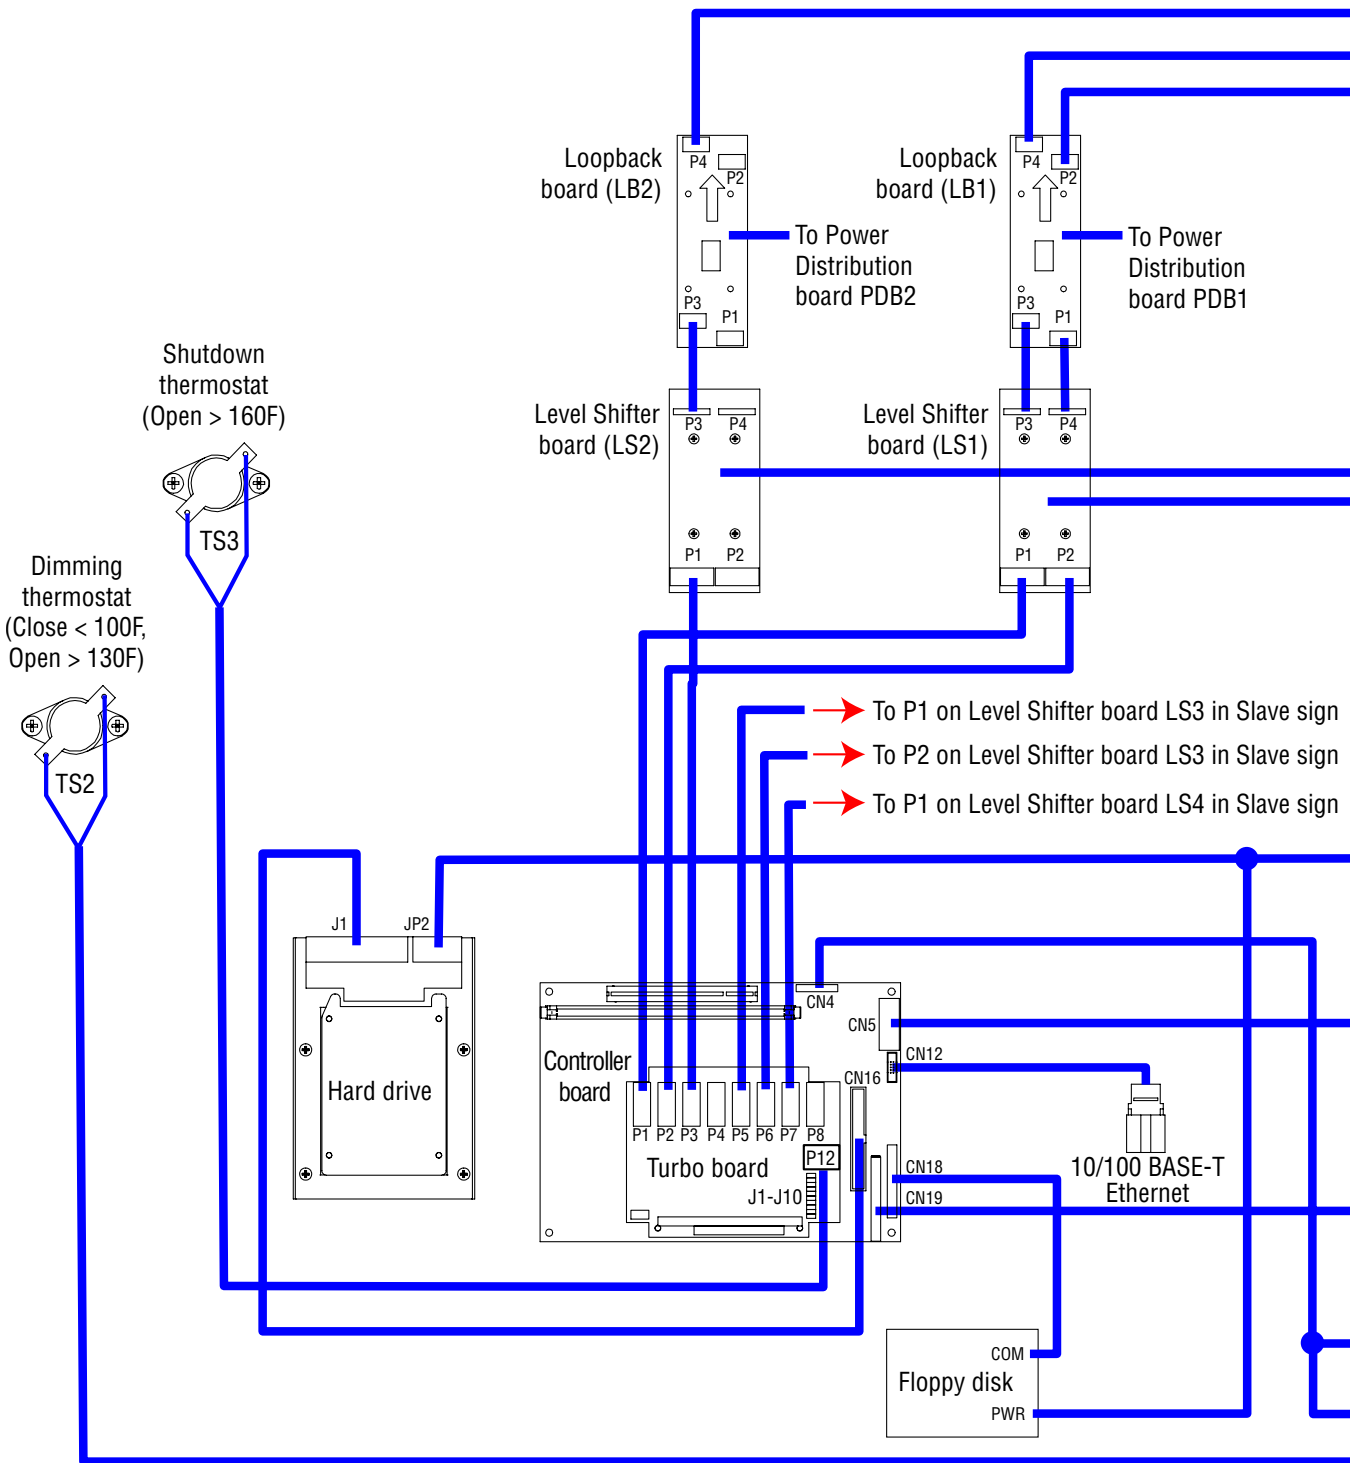 P4
P2
Loopback
board (LB2)
To Power
Distribution
board PDB2
P3
P1
P4
P2
Loopback
board (LB1)
To Power
Distribution
board PDB1
P3
P1
Shutdown
thermostat
(Open > 160F)
TS3
Level Shifter
board (LS2)
P3
P4
P1
P2
Level Shifter
board (LS1)
P3
P4
P1
P2
Dimming
thermostat
(Close < 100F,
Open > 130F)
TS2
To P1 on Level Shifter board LS3 in Slave sign
To P2 on Level Shifter board LS3 in Slave sign
To P1 on Level Shifter board LS4 in Slave sign
J1
JP2
Hard drive
CN4
CN5
CN12
CN16
Controller
board
P1
P2
P3
P4
P5
P6
P7
P8
P12
Turbo board
J1-J10
CN18
CN19
10/100 BASE-T
Ethernet
COM
Floppy disk
PWR